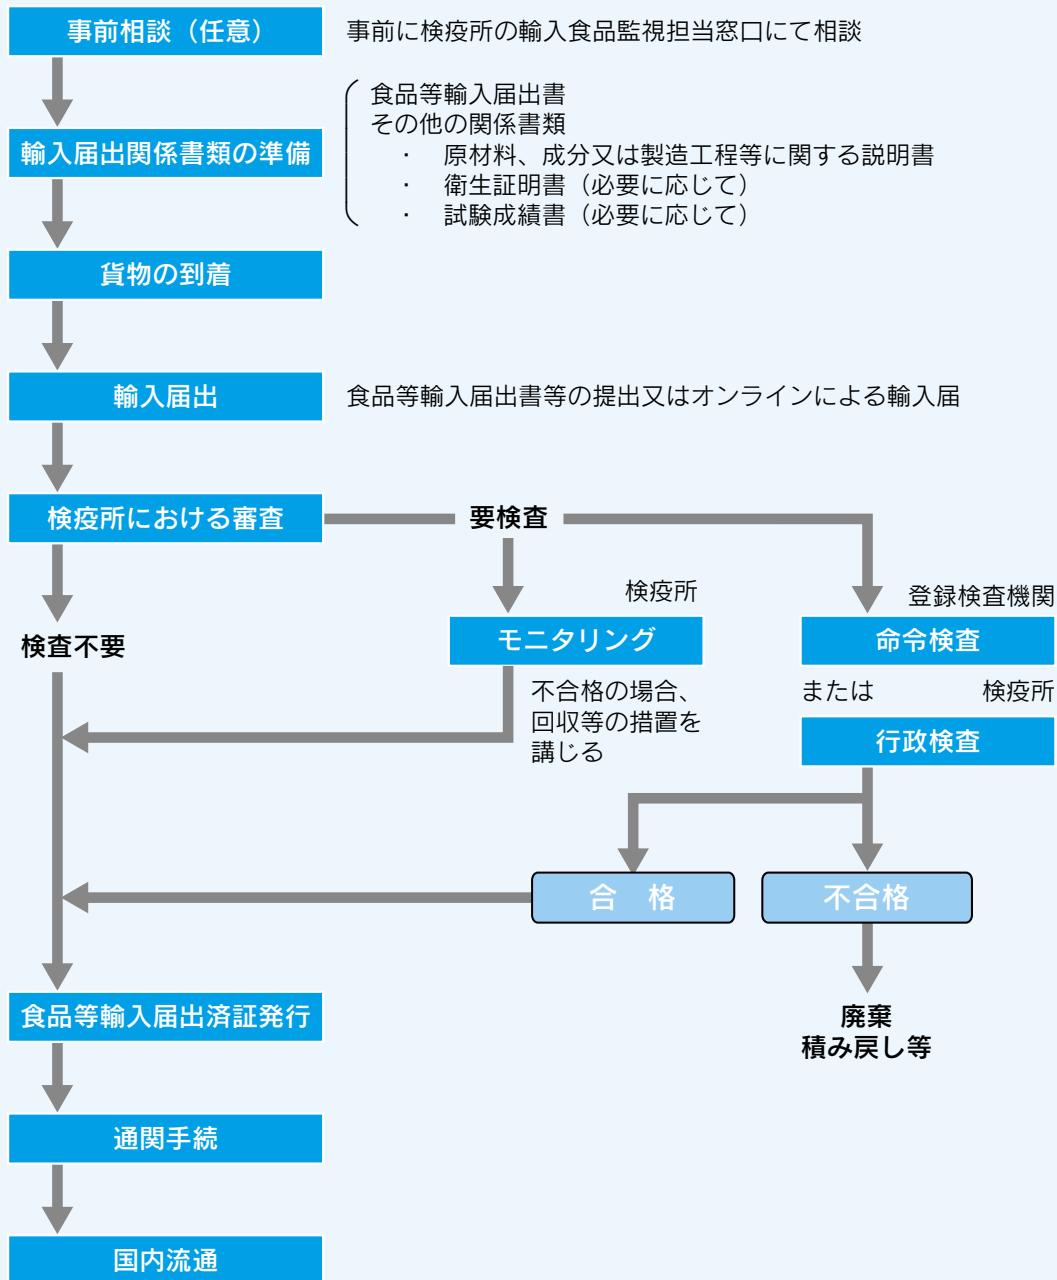 事前相談（任意）
事前に検疫所の輸入食品監視担当窓口にて相談
輸入届出関係書類の準備
食品等輸入届出書
その他の関係書類
・　原材料、成分又は製造工程等に関する説明書
・　衛生証明書（必要に応じて）
・　試験成績書（必要に応じて）
貨物の到着
輸入届出
食品等輸入届出書等の提出又はオンラインによる輸入届
検疫所における審査
要検査
検査不要
検疫所
モニタリング
不合格の場合、
回収等の措置を
講じる
登録検査機関
命令検査
または　検疫所
行政検査
合　格
不合格
廃棄
積み戻し等
食品等輸入届出済証発行
通関手続
国内流通